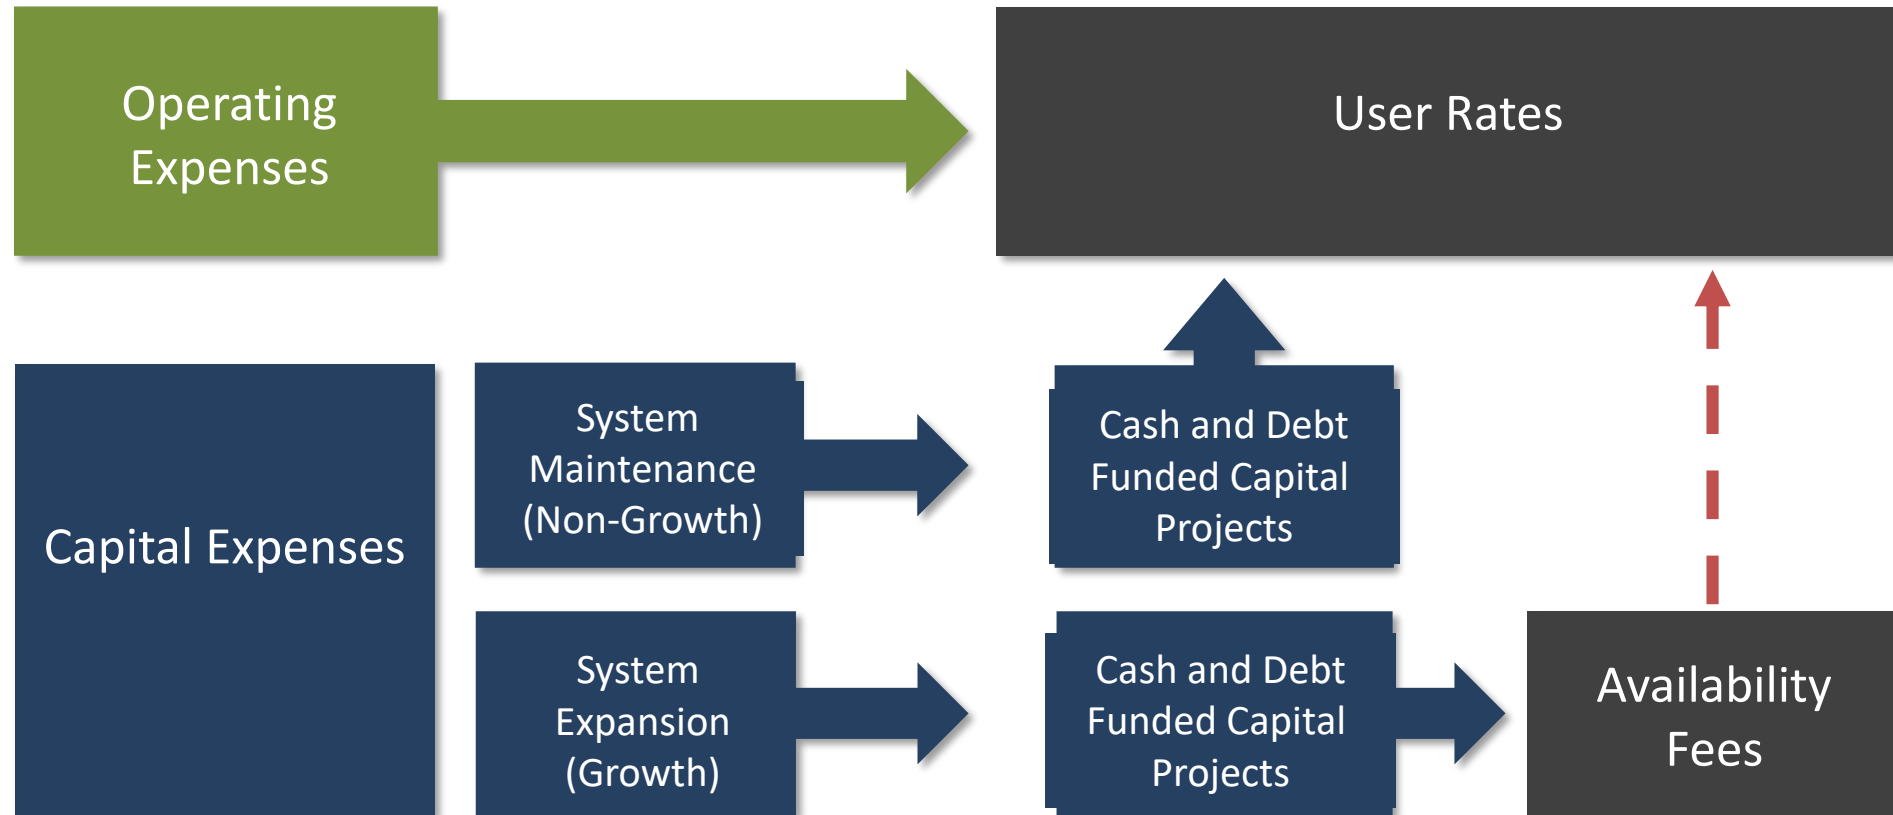 Operating
Expenses
User Rates
Capital Expenses
System
Maintenance
(Non-Growth)
Cash and Debt
Funded Capital
Projects
System
Expansion
(Growth)
Cash and Debt
Funded Capital
Projects
Availability
Fees